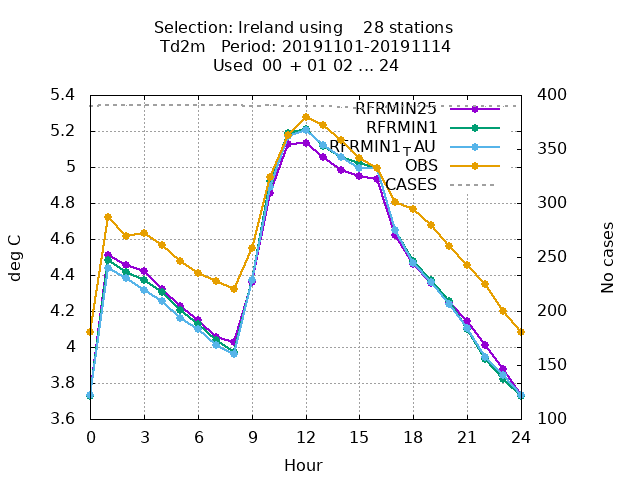 Selection: Ireland using    28 stations
Td2m   Period: 20191101-20191114
Used  00 + 01 02 ... 24
5.4
5.2
5
4.8
4.6
4.4
4.2
4
3.8
3.6
deg C
RFRMIN25
RFRMIN1
RFRMIN1┬AU
OBS
CASES
400
350
300
250
200
150
100
No cases
0 3 6 9 12 15 18 21 24
Hour